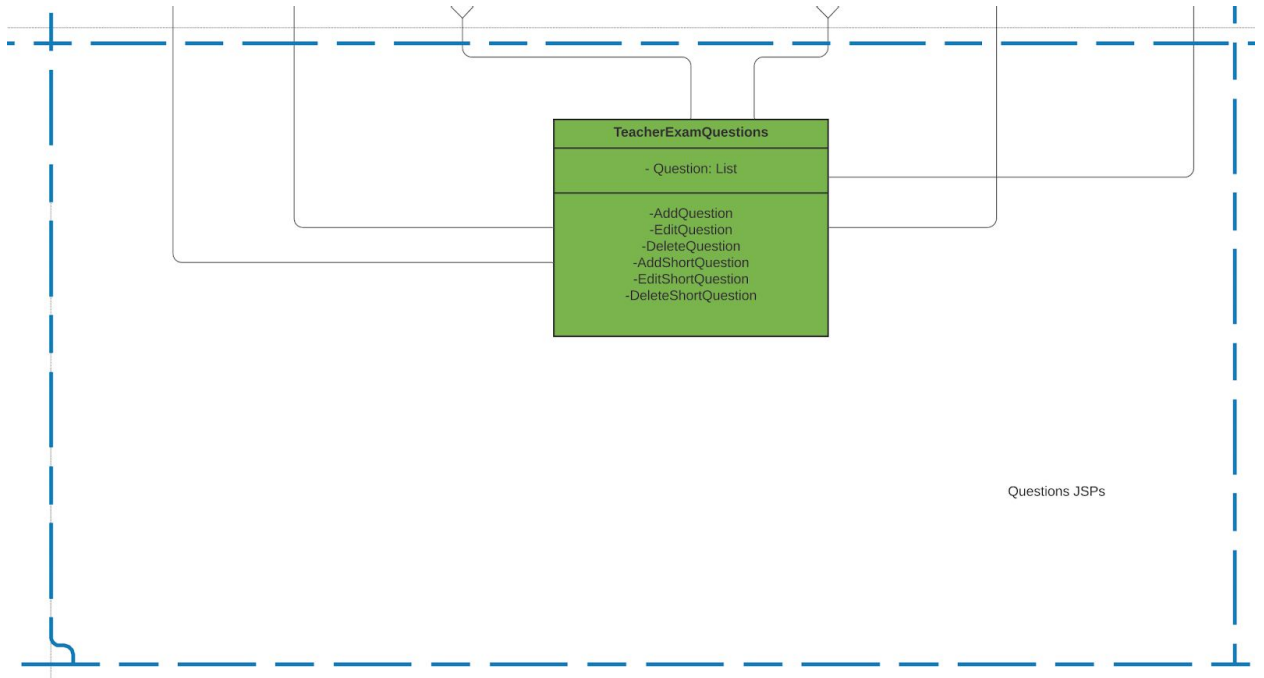 TeacherExamQuestions
- Question: List
-AddQuestion
-EditQuestion
-DeleteQuestion
-AddShortQuestion
-EditShortQuestion
-DeleteShortQuestion
Questions JSPs